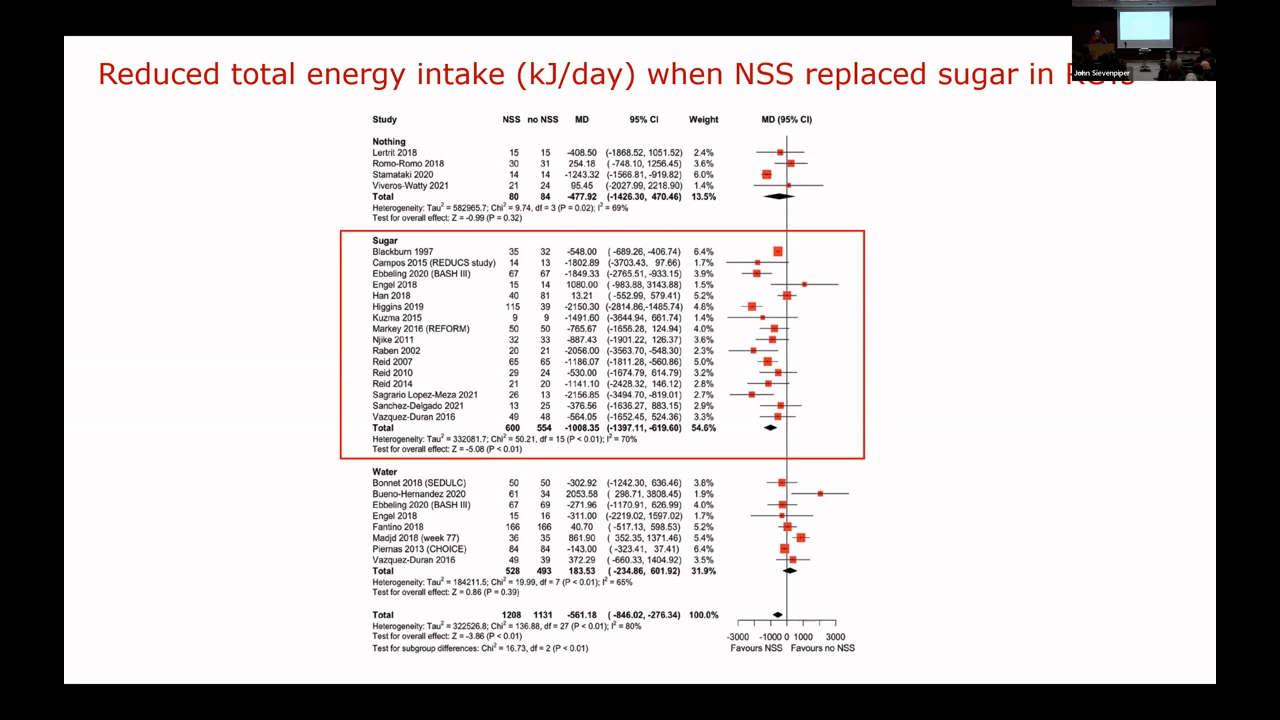 Reduced total energy intake (kJ/day) when NSS replaced sugar in
John Sievenpiper
Study NSS no NSS MD 95% CI Weight MD (95% CI)
Nothing
Lertrit 2018 15 15 -408.50 (-1868.52, 1051.52) 2.4%
Romo-Romo 2018 30 31 254.18 ( -748.10, 1256.45) 3.6%
Stamataki 2020 14 14 -1243.32 (-1566.81, -919.82) 6.0%
Viveros-Watty 2021 21 24 95.45 (-2027.99, 2218.90) 1.4%
Total 80 84 -477.92 (-1426.30, 470.46) 13.5%
Heterogeneity: Tau² = 582965.7; Chi² = 9.74, df = 3 (P = 0.02); I² = 69%
Test for overall effect: Z = -0.99 (P = 0.32)
Sugar
Blackburn 1997 35 32 -548.00 ( -689.26, -406.74) 6.4%
Campos 2015 (REDUCS study) 14 13 -1802.89 (-3703.43, 97.66) 1.7%
Ebbeling 2020 (BASH III) 67 67 -1849.33 (-2765.51, -933.15) 3.9%
Engel 2018 15 14 1080.00 ( -983.88, 3143.88) 1.5%
Han 2018 40 81 13.21 ( -552.99, 579.41) 5.2%
Higgins 2019 115 39 -2150.30 (-2814.86,-1485.74) 4.8%
Kuzma 2015 9 9 -1491.60 (-3644.94, 661.74) 1.4%
Markey 2016 (REFORM) 50 50 -765.67 (-1656.28, 124.94) 4.0%
Njike 2011 32 33 -887.43 (-1901.22, 126.37) 3.6%
Raben 2002 20 21 -2056.00 (-3563.70, -548.30) 2.3%
Reid 2007 65 65 -1186.07 (-1811.28, -560.86) 5.0%
Reid 2010 29 24 -530.00 (-1674.79, 614.79) 3.2%
Reid 2014 21 20 -1141.10 (-2428.32, 146.12) 2.8%
Sagrario Lopez-Meza 2021 26 13 -2156.85 (-3494.70, -819.01) 2.7%
Sanchez-Delgado 2021 13 25 -376.56 (-1636.27, 883.15) 2.9%
Vazquez-Duran 2016 49 48 -564.05 (-1652.45, 524.36) 3.3%
Total 600 554 -1008.35 (-1397.11, -619.60) 54.6%
Heterogeneity: Tau² = 332081.7; Chi² = 50.21, df = 15 (P < 0.01); I² = 70%
Test for overall effect: Z = -5.08 (P < 0.01)
Water
Bonnet 2018 (SEDULC) 50 50 -302.92 (-1242.30, 636.46) 3.8%
Bueno-Hernandez 2020 61 34 2053.58 ( 298.71, 3808.45) 1.9%
Ebbeling 2020 (BASH III) 67 69 -271.96 (-1170.91, 626.99) 3.9%
Engel 2018 15 16 -311.00 (-2219.02, 1597.02) 1.7%
Fantino 2018 166 166 40.70 ( -517.13, 598.53) 5.2%
Madjd 2018 (week 77) 36 35 861.90 ( 352.35, 1371.46) 5.4%
Piernas 2013 (CHOICE) 84 84 -143.00 ( -323.41, 37.41) 6.4%
Vazquez-Duran 2016 49 39 372.29 ( -660.33, 1404.92) 3.5%
Total 528 493 183.53 ( -234.86, 601.92) 31.9%
Heterogeneity: Tau² = 184211.5; Chi² = 19.99, df = 7 (P < 0.01); I² = 65%
Test for overall effect: Z = 0.86 (P = 0.39)
Total 1208 1131 -561.18 ( -846.02, -276.34) 100.0%
Heterogeneity: Tau² = 322526.8; Chi² = 136.88, df = 27 (P < 0.01); I² = 80%
Test for overall effect: Z = -3.86 (P < 0.01)
Test for subgroup differences: Chi² = 16.73, df = 2 (P < 0.01)
-3000 -1000 0 1000 3000
Favours NSS Favours no NSS